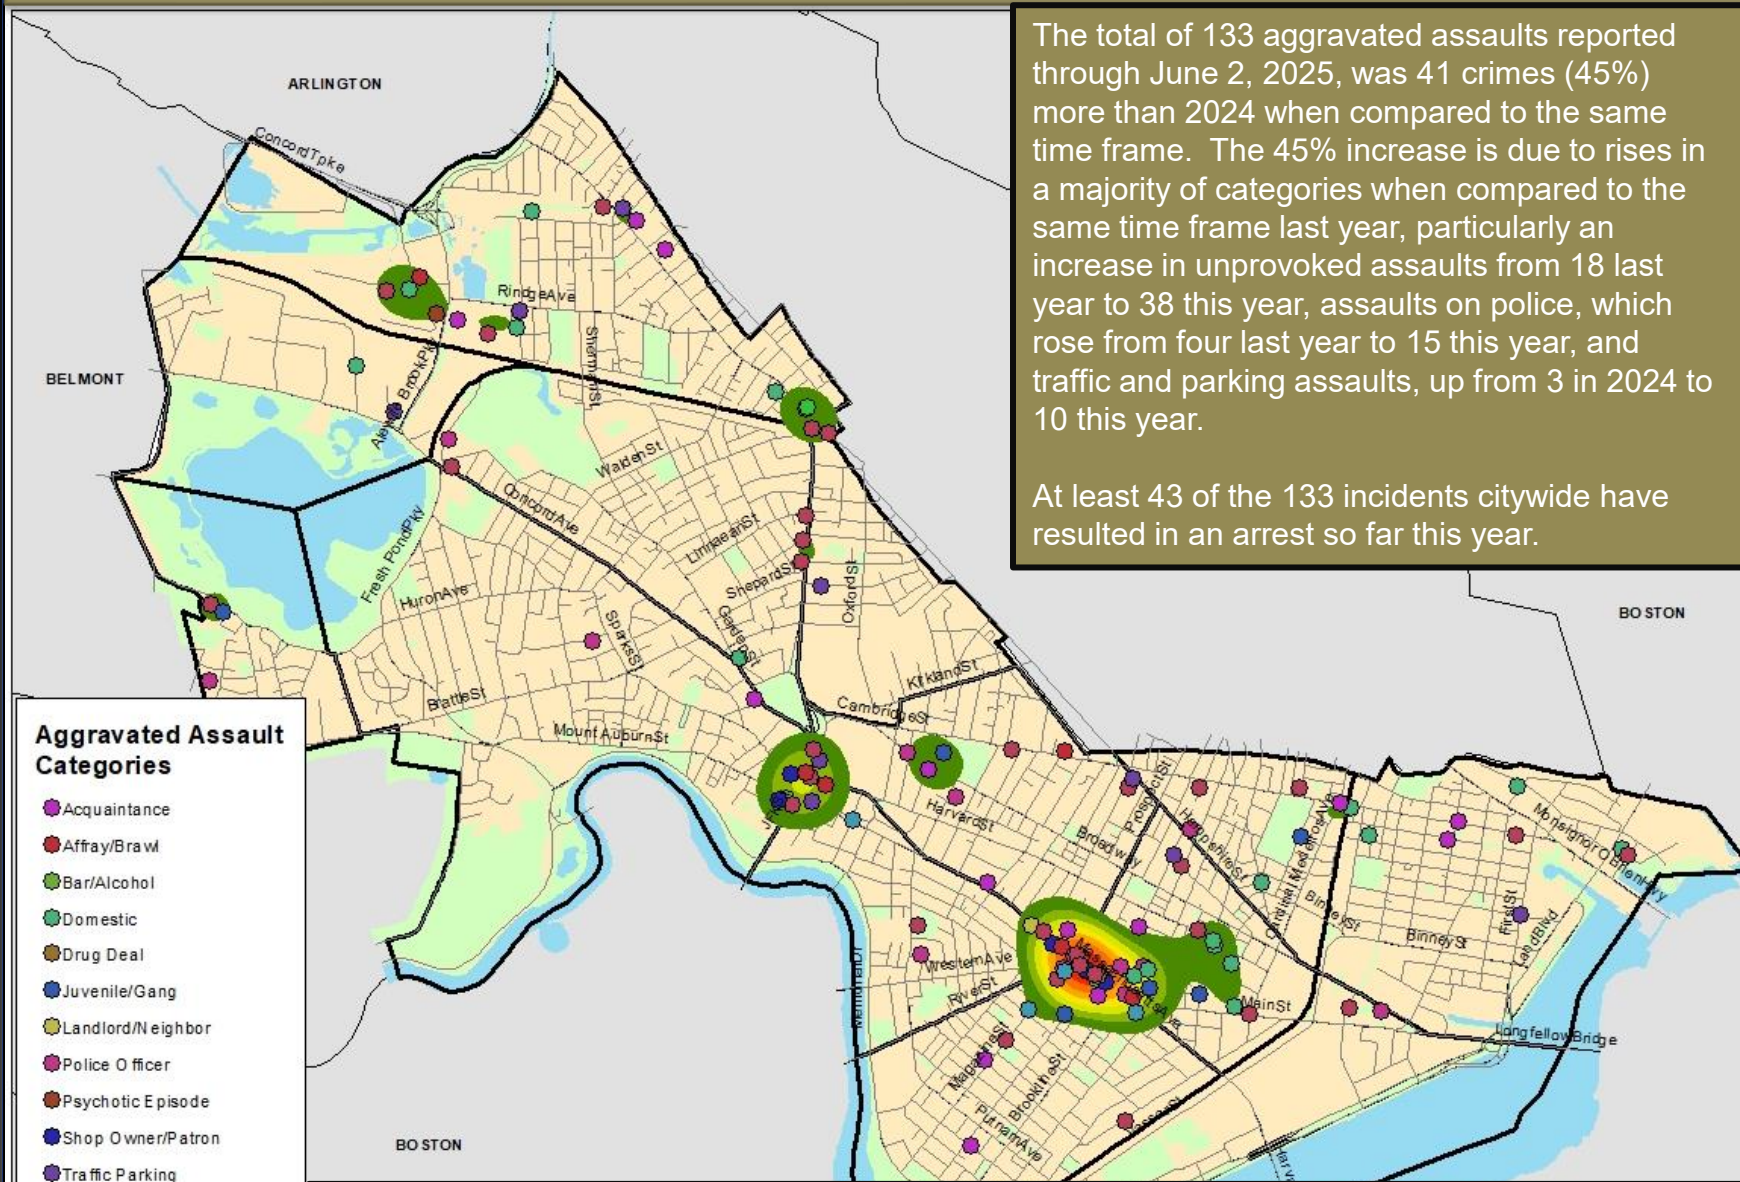 The total of 133 aggravated assaults reported
through June 2, 2025, was 41 crimes (45%)
more than 2024 when compared to the same
time frame.  The 45% increase is due to rises in
a majority of categories when compared to the
same time frame last year, particularly an
increase in unprovoked assaults from 18 last
year to 38 this year, assaults on police, which
rose from four last year to 15 this year, and
traffic and parking assaults, up from 3 in 2024 to
10 this year.
At least 43 of the 133 incidents citywide have
resulted in an arrest so far this year.
ARLINGTON
Concord Tpke
Rindge Ave
Sherman St
BELMONT
Brook Pky
Walden St
Concord Ave
Linnaean St
Fresh Pond Pky
Shepard St
Oxford St
Huron Ave
Garden St
Sparks St
BOSTON
Kirkland St
Brattle St
Cambridge St
Mount Auburn St
Harvard St
Prospect St
Hampshire St
Broadway
Cardinal Medeiros Ave
Monsignor O Brien Hwy
Binney St
First St
Binney St
Land Blvd
Western Ave
River St
Memorial Dr
Main St
Longfellow Bridge
Magazine St
Brookline St
Putnam Ave
BOSTON
Aggravated Assault
Categories
Acquaintance
Affray/Brawl
Bar/Alcohol
Domestic
Drug Deal
Juvenile/Gang
Landlord/Neighbor
Police Officer
Psychotic Episode
Shop Owner/Patron
Traffic Parking